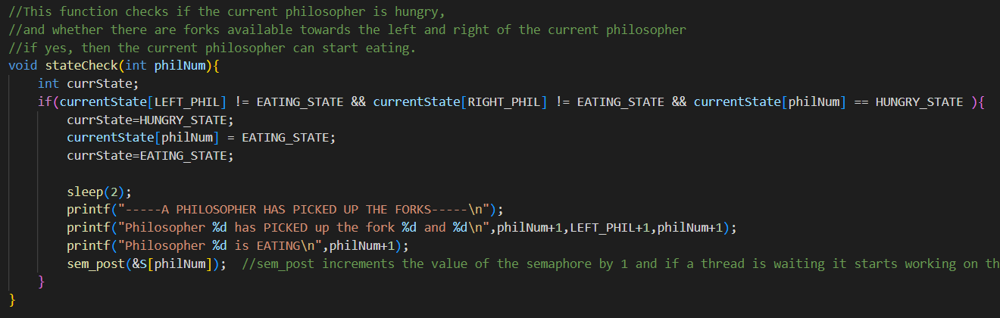 //This function checks if the current philosopher is hungry,
//and whether there are forks available towards the left and right of the current philosopher
//if yes, then the current philosopher can start eating.
void stateCheck(int philNum){
    int currState;
    if(currentState[LEFT_PHIL] != EATING_STATE && currentState[RIGHT_PHIL] != EATING_STATE && currentState[philNum] == HUNGRY_STATE ){
        currState=HUNGRY_STATE;
        currentState[philNum] = EATING_STATE;
        currState=EATING_STATE;

        sleep(2);
        printf("-----A PHILOSOPHER HAS PICKED UP THE FORKS-----\n");
        printf("Philosopher %d has PICKED up the fork %d and %d\n",philNum+1,LEFT_PHIL+1,philNum+1);
        printf("Philosopher %d is EATING\n",philNum+1);
        sem_post(&S[philNum]);  //sem_post increments the value of the semaphore by 1 and if a thread is waiting it starts working on
    }
}